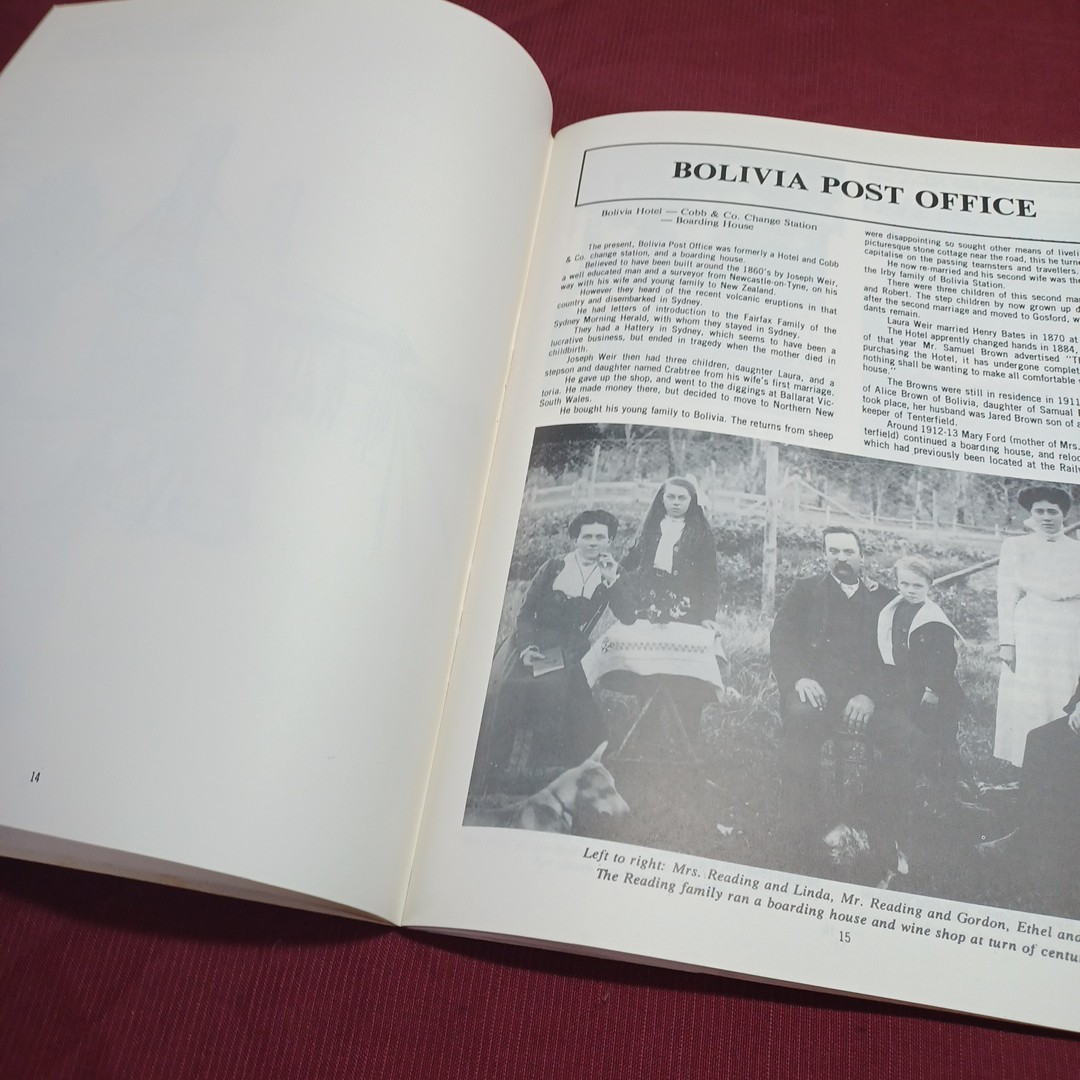 14
BOLIVIA POST OFFICE
Bolivia Hotel — Cobb & Co. Change Station
— Boarding House
The present, Bolivia Post Office was formerly a Hotel and Cobb
& Co. change station, and a boarding house.
Believed to have been built around the 1860's by Joseph Weir,
a well educated man and a surveyor from Newcastle-on-Tyne, on his
way with his wife and young family to New Zealand.
However they heard of the recent volcanic eruptions in that
country and disembarked in Sydney.
He had letters of introduction to the Fairfax Family of the
Sydney Morning Herald, with whom they stayed in Sydney.
They had a Hattery in Sydney, which seems to have been a
lucrative business, but ended in tragedy when the mother died in
childbirth.
Joseph Weir then had three children, daugnter Laura, and a
stepson and daughter named Crabtree from his wife's first marriage.
He gave up the shop, and went to the diggings at Ballarat Vic-
toria. He made money there, but decided to move to Northern New
South Wales.
He bought his young family to Bolivia. The returns from sheep
were disappointing so sought other means of liveli
picturesque stone cottage near the road, this he turne
capitalise on the passing teamsters and travellers.
He now re-married and his second wife was the
the Irby family of Bolivia Station.
There were three children of this second mar
and Robert. The step children by now grown up d
after the second marriage and moved to Gosford, w
dants remain.
Laura Weir married Henry Bates in 1870 at
The Hotel apprently changed hands in 1884,
of that year Mr. Samuel Brown advertised "Th
purchasing the Hotel, it has undergone complet
nothing shall be wanting to make all comfortable
house."
The Browns were still in residence in 1911
of Alice Brown of Bolivia, daughter of Samuel
took place, her husband was Jared Brown son of a
keeper of Tenterfield.
Around 1912-13 Mary Ford (mother of Mrs.
terfield) continued a boarding house, and reloc
which had previously been located at the Railw
Left to right: Mrs. Reading and Linda, Mr. Reading and Gordon, Ethel and
The Reading family ran a boarding house and wine shop at turn of centu
15